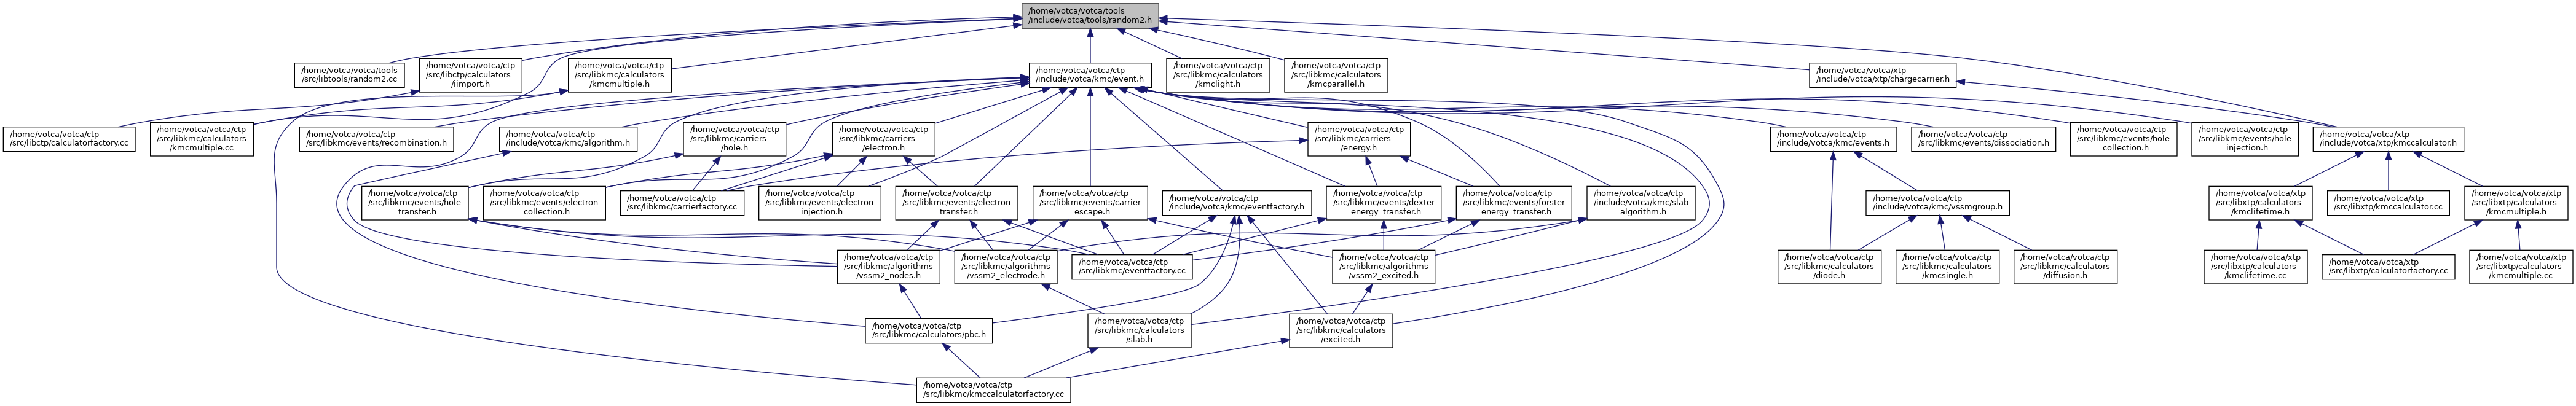 /home/votca/votca/tools
/include/votca/tools/random2.h
/home/votca/votca/tools
/src/libtools/random2.cc
/home/votca/votca/ctp
/src/libctp/calculators
/iimport.h
/home/votca/votca/ctp
/src/libkmc/calculators
/kmcmultiple.h
/home/votca/votca/ctp
/include/votca/kmc/event.h
/home/votca/votca/ctp
/src/libkmc/calculators
/kmclight.h
/home/votca/votca/ctp
/src/libkmc/calculators
/kmcparallel.h
/home/votca/votca/xtp
/include/votca/xtp/chargecarrier.h
/home/votca/votca/ctp
/src/libctp/calculatorfactory.cc
/home/votca/votca/ctp
/src/libkmc/calculators
/kmcmultiple.cc
/home/votca/votca/ctp
/src/libkmc/events/recombination.h
/home/votca/votca/ctp
/include/votca/kmc/algorithm.h
/home/votca/votca/ctp
/src/libkmc/carriers
/hole.h
/home/votca/votca/ctp
/src/libkmc/carriers
/electron.h
/home/votca/votca/ctp
/src/libkmc/carriers
/energy.h
/home/votca/votca/ctp
/include/votca/kmc/events.h
/home/votca/votca/ctp
/src/libkmc/events/dissociation.h
/home/votca/votca/ctp
/src/libkmc/events/hole
_collection.h
/home/votca/votca/ctp
/src/libkmc/events/hole
_injection.h
/home/votca/votca/xtp
/include/votca/xtp/kmccalculator.h
/home/votca/votca/ctp
/src/libkmc/events/hole
_transfer.h
/home/votca/votca/ctp
/src/libkmc/events/electron
_collection.h
/home/votca/votca/ctp
/src/libkmc/carrierfactory.cc
/home/votca/votca/ctp
/src/libkmc/events/electron
_injection.h
/home/votca/votca/ctp
/src/libkmc/events/electron
_transfer.h
/home/votca/votca/ctp
/src/libkmc/events/carrier
_escape.h
/home/votca/votca/ctp
/include/votca/kmc/eventfactory.h
/home/votca/votca/ctp
/src/libkmc/events/dexter
_energy_transfer.h
/home/votca/votca/ctp
/src/libkmc/events/forster
_energy_transfer.h
/home/votca/votca/ctp
/include/votca/kmc/slab
_algorithm.h
/home/votca/votca/ctp
/include/votca/kmc/vssmgroup.h
/home/votca/votca/xtp
/src/libxtp/calculators
/kmclifetime.h
/home/votca/votca/xtp
/src/libxtp/kmccalculator.cc
/home/votca/votca/xtp
/src/libxtp/calculators
/kmcmultiple.h
/home/votca/votca/ctp
/src/libkmc/algorithms
/vssm2_nodes.h
/home/votca/votca/ctp
/src/libkmc/algorithms
/vssm2_electrode.h
/home/votca/votca/ctp
/src/libkmc/eventfactory.cc
/home/votca/votca/ctp
/src/libkmc/algorithms
/vssm2_excited.h
/home/votca/votca/ctp
/src/libkmc/calculators
/diode.h
/home/votca/votca/ctp
/src/libkmc/calculators
/kmcsingle.h
/home/votca/votca/ctp
/src/libkmc/calculators
/diffusion.h
/home/votca/votca/xtp
/src/libxtp/calculators
/kmclifetime.cc
/home/votca/votca/xtp
/src/libxtp/calculatorfactory.cc
/home/votca/votca/xtp
/src/libxtp/calculators
/kmcmultiple.cc
/home/votca/votca/ctp
/src/libkmc/calculators/pbc.h
/home/votca/votca/ctp
/src/libkmc/calculators
/slab.h
/home/votca/votca/ctp
/src/libkmc/calculators
/excited.h
/home/votca/votca/ctp
/src/libkmc/kmccalculatorfactory.cc